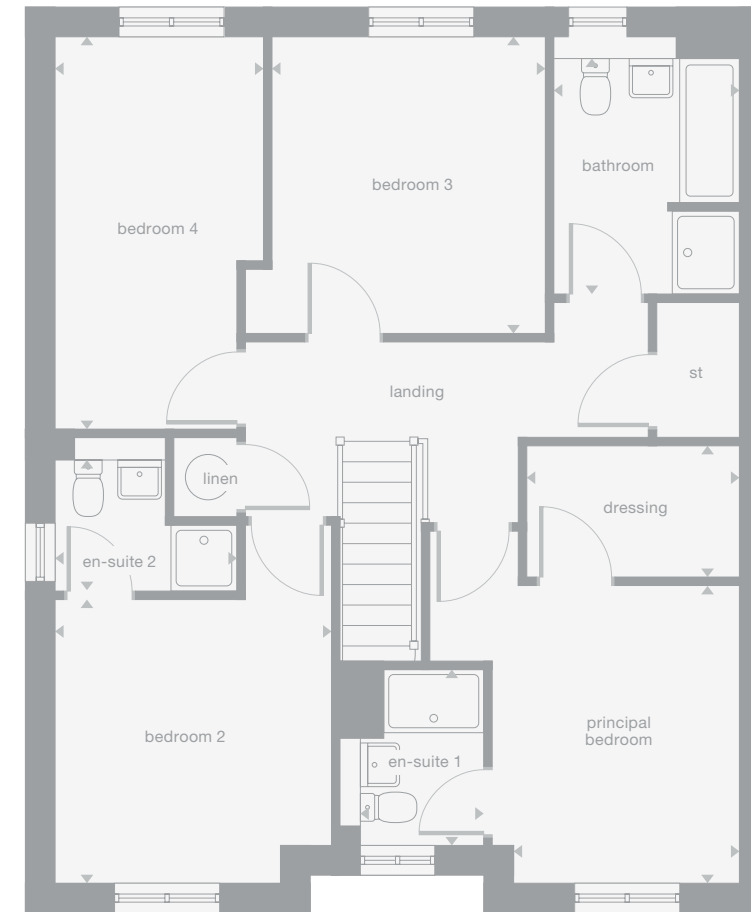 bathroom
bedroom 3
bedroom 4
landing
st
linen
dressing
en-suite 2
principal
bedroom
bedroom 2
en-suite 1